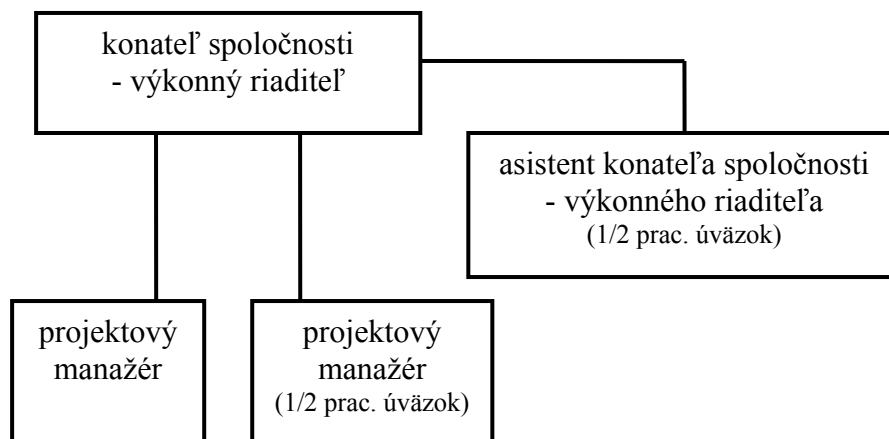 konateľ spoločnosti
- výkonný riaditeľ
asistent konateľa spoločnosti
- výkonného riaditeľa
(1/2 prac. úväzok)
projektový
manažér
projektový
manažér
(1/2 prac. úväzok)